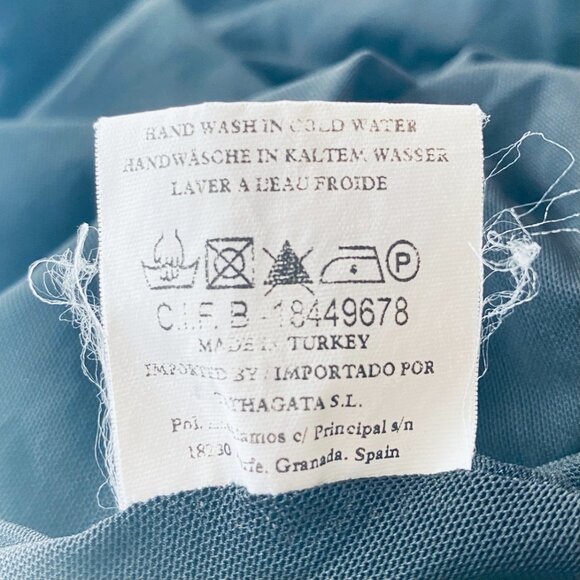 HAND WASH IN COLD WATER
HANDWÄSCHE IN KALTEM WASSER
LAVER A L'EAU FROIDE
P
C.I.F. B -18449678
MADE IN TURKEY
IMPORTED BY / IMPORTADO POR
S.L.
c/ Principal s/n
Granada. Spain